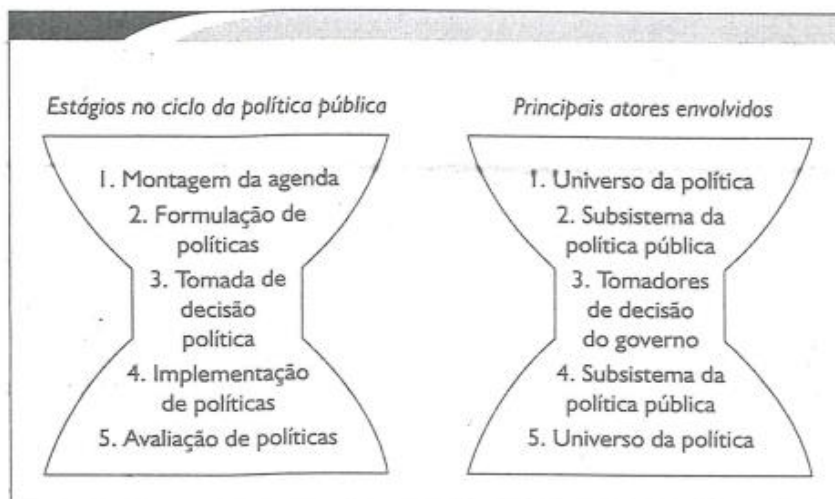 Estágios no ciclo da política pública
1. Montagem da agenda
2. Formulação de
políticas
3. Tomada de
decisão
política
4. Implementação
de políticas
5. Avaliação de políticas
Principais atores envolvidos
1. Universo da política
2. Subsistema da
política pública
3. Tomadores
de decisão
do governo
4. Subsistema da
política pública
5. Universo da política